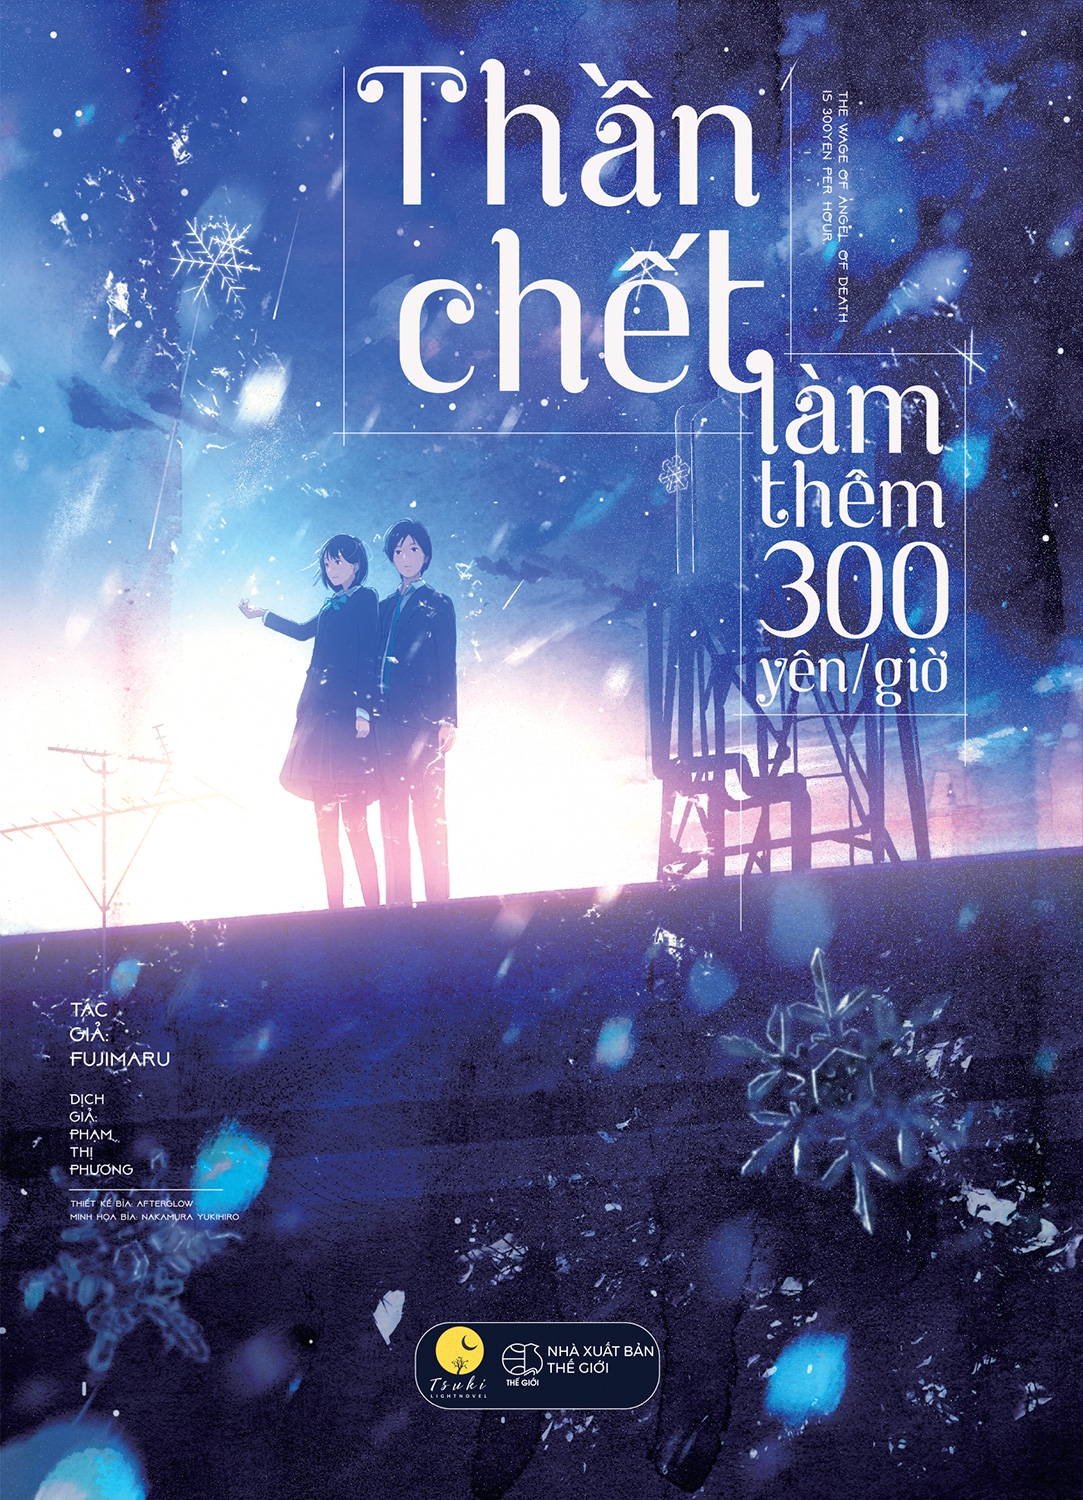 Thần
chết
làm
thêm
300
yên/giờ
THE WAGE OF ANGEL OF DEATH
IS 300YEN PER HOUR
TÁC
GIẢ:
FUJIMARU
DỊCH
GIẢ:
PHẠM
THỊ
PHƯƠNG
THIẾT KẾ BÌA: AFTERGLOW
MINH HỌA BÌA: NAKAMURA YUKIHIRO
Tsuki
LIGHTNOVEL
THẾ GIỚI
NHÀ XUẤT BẢN
THẾ GIỚI